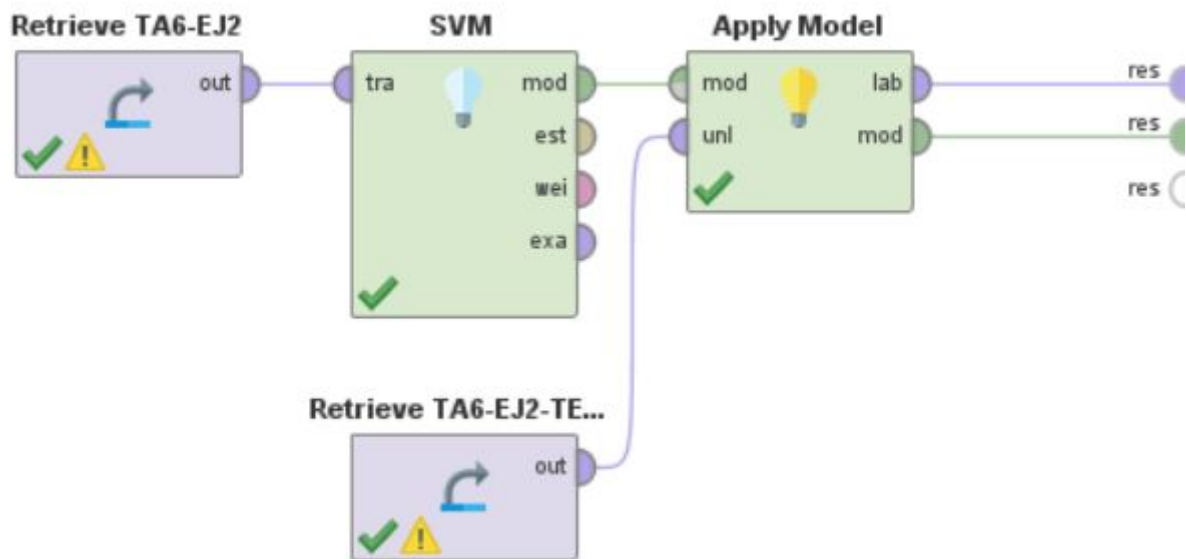 Retrieve TA6-EJ2
SVM
Apply Model
out
tra
mod
mod
lab
res
est
unl
mod
res
wei
res
exa
Retrieve TA6-EJ2-TE...
out